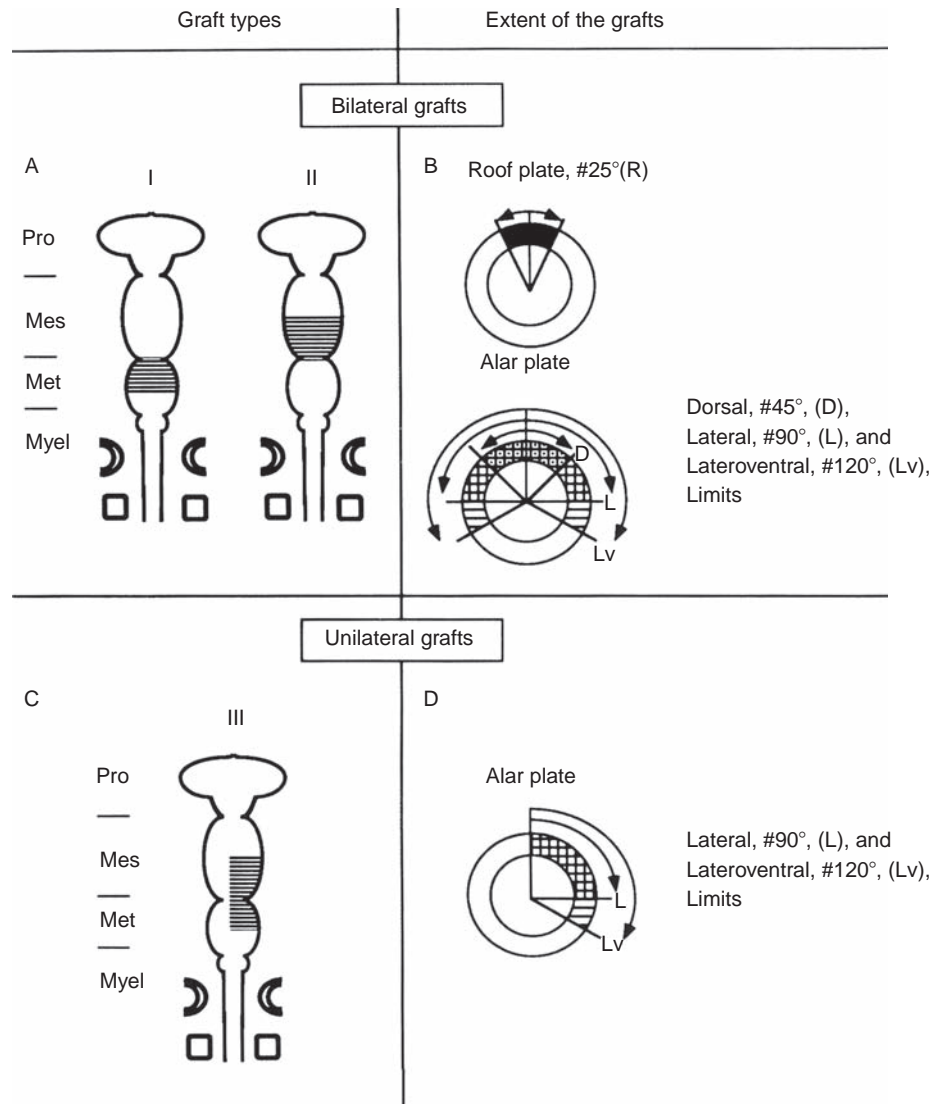 Graft types
Extent of the grafts
Bilateral grafts
A
I
II
Pro
Mes
Met
Myel
B
Roof plate, #25°(R)
Alar plate
D
L
Lv
Dorsal, #45°, (D),
Lateral, #90°, (L), and
Lateroventral, #120°, (Lv),
Limits
Unilateral grafts
C
III
Pro
Mes
Met
Myel
D
Alar plate
L
Lv
Lateral, #90°, (L), and
Lateroventral, #120°, (Lv),
Limits